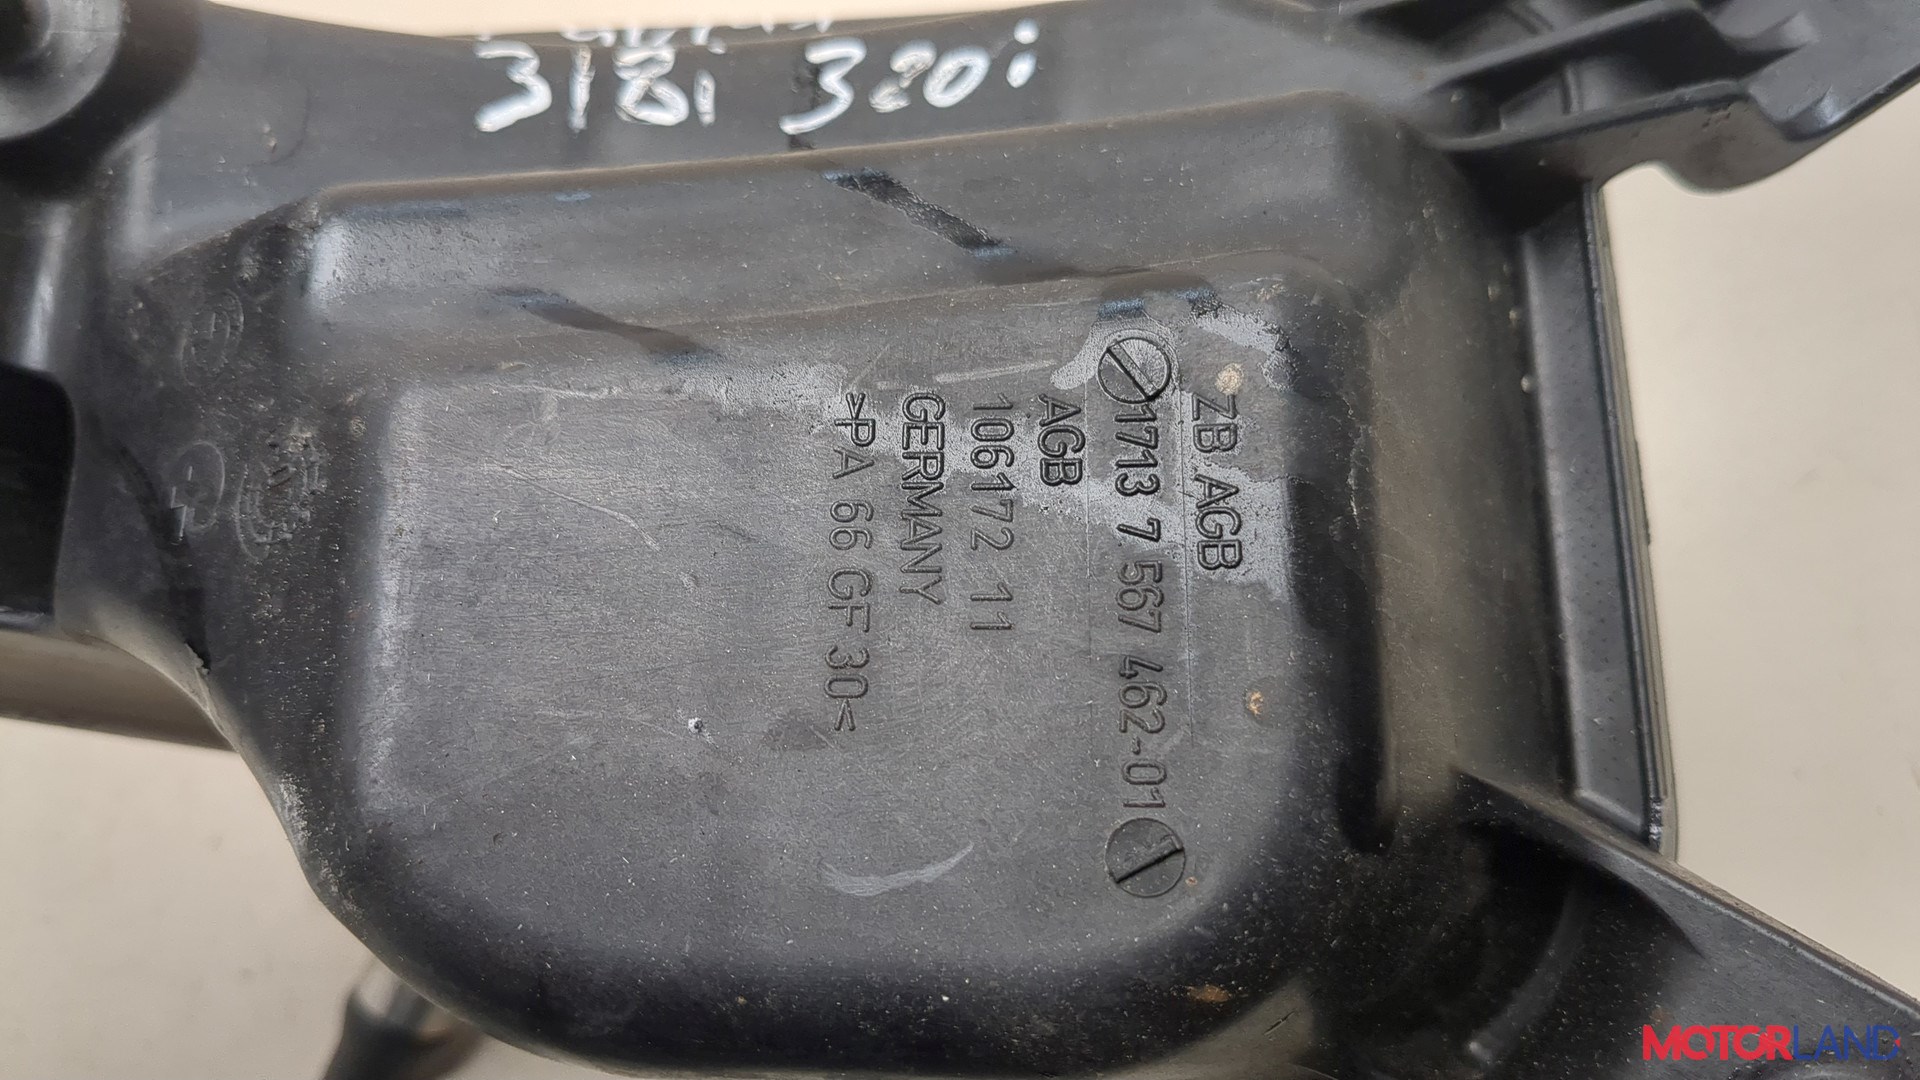 318i 320i
ZB AGB
1713 7 567 462-01
AGB
106172 11
GERMANY
>PA 66 GF 30<
MOTORLAND